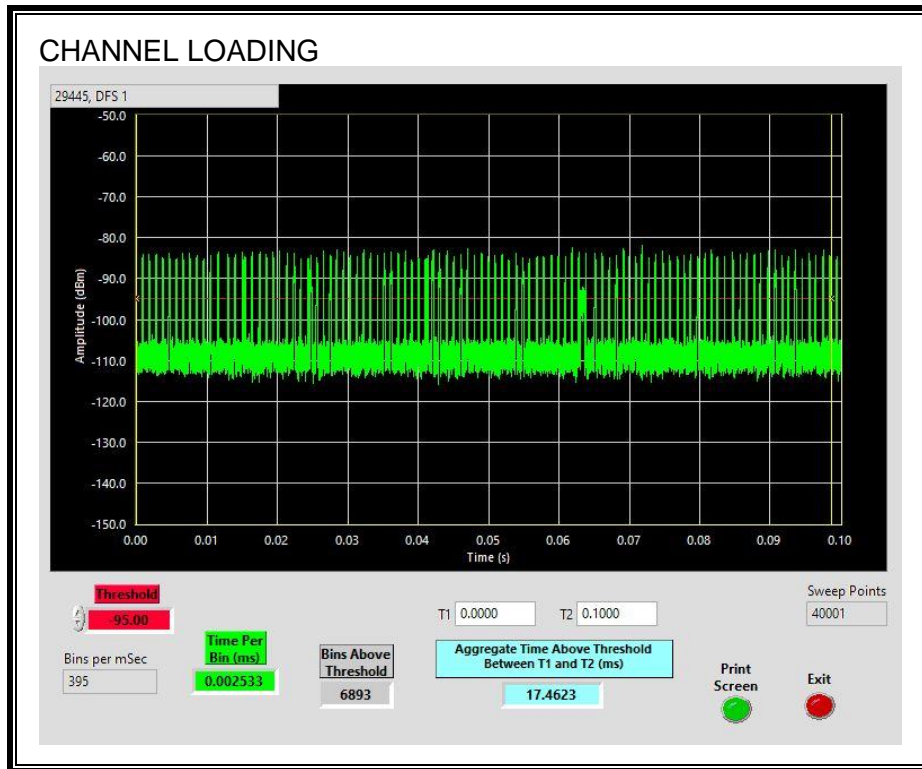 CHANNEL LOADING
29445, DFS 1
-50.0
-60.0
-70.0
-80.0
-90.0
-100.0
-110.0
-120.0
-130.0
-140.0
-150.0
Amplitude (dBm)
0.00 0.01 0.02 0.03 0.04 0.05 0.06 0.07 0.08 0.09 0.10
Time (s)
Threshold
-95.00
Bins per mSec
395
Time Per
Bin (ms)
0.002533
Bins Above
Threshold
6893
T1 0.0000 T2 0.1000
Aggregate Time Above Threshold
Between T1 and T2 (ms)
17.4623
Sweep Points
40001
Print
Screen
Exit